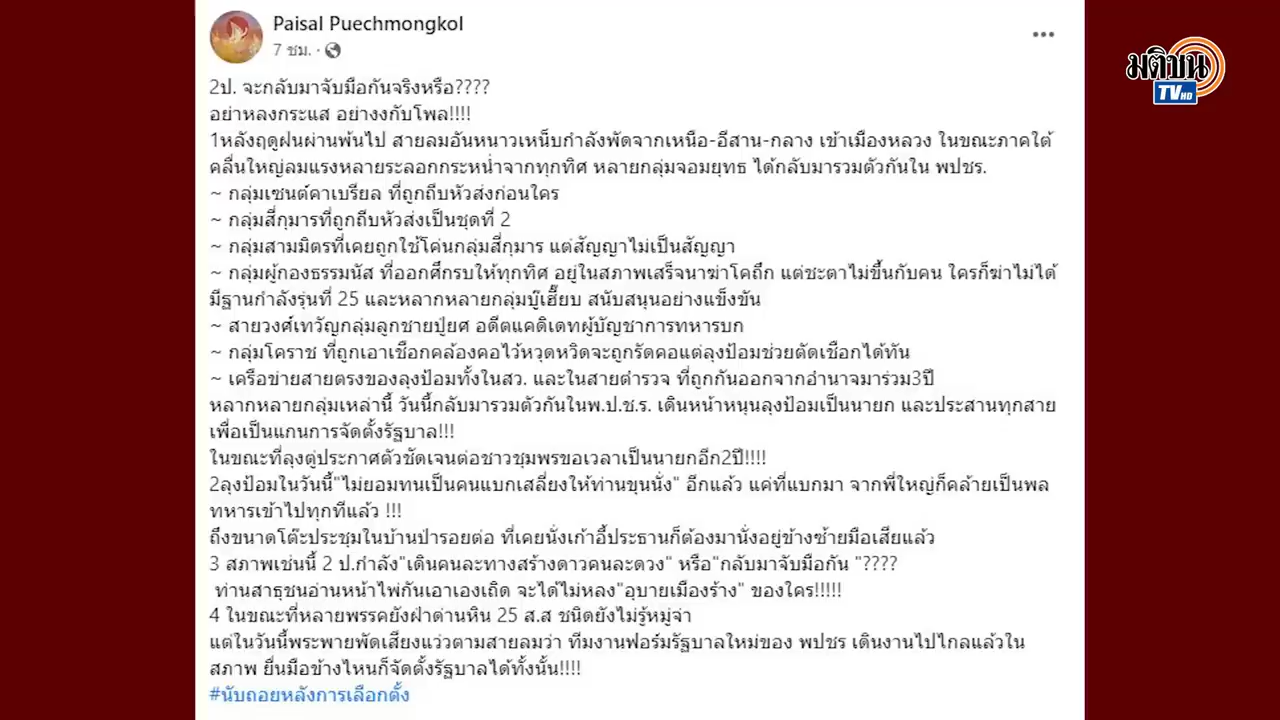 Paisal Puechmongkol
7 ชม. ·
มติชน
TV HD
2ป. จะกลับมาจับมือกันจริงหรือ????
อย่าหลงกระแส อย่างงกับโพล!!!!
1หลังฤดูฝนผ่านพ้นไป สายลมอันหนาวเหน็บกำลังพัดจากเหนือ-อีสาน-กลาง เข้าเมืองหลวง ในขณะภาคใต้
คลื่นใหญ่ลมแรงหลายระลอกกระหน่ำจากทุกทิศ หลายกลุ่มจอมยุทธ ได้กลับมารวมตัวกันใน พปชร.
~ กลุ่มเซนต์คาเบรียล ที่ถูกถีบหัวส่งก่อนใคร
~ กลุ่มสี่กุมารที่ถูกถีบหัวส่งเป็นชุดที่ 2
~ กลุ่มสามมิตรที่เคยถูกใช้โค่นกลุ่มสี่กุมาร แต่สัญญาไม่เป็นสัญญา
~ กลุ่มผู้กองธรรมนัส ที่ออกศึกรบให้ทุกทิศ อยู่ในสภาพเสร็จนาฆ่าโคถึก แต่ชะตาไม่ขึ้นกับคน ใครก็ฆ่าไม่ได้
มีฐานกำลังรุ่นที่ 25 และหลากหลายกลุ่มบู๊เฮี๊ยบ สนับสนุนอย่างแข็งขัน
~ สายวงศ์เทวัญกลุ่มลูกชายปู่ยศ อดีตแคดิเดทผู้บัญชาการทหารบก
~ กลุ่มโคราช ที่ถูกเอาเชือกคล้องคอไว้หวุดหวิดจะถูกรัดคอแต่ลุงป้อมช่วยตัดเชือกได้ทัน
~ เครือข่ายสายตรงของลุงป้อมทั้งในสว. และในสายตำรวจ ที่ถูกกันออกจากอำนาจมาร่วม3ปี
หลากหลายกลุ่มเหล่านี้ วันนี้กลับมารวมตัวกันในพ.ป.ช.ร. เดินหน้าหนุนลุงป้อมเป็นนายก และประสานทุกสาย
เพื่อเป็นแกนการจัดตั้งรัฐบาล!!!
ในขณะที่ลุงตู่ประกาศตัวชัดเจนต่อชาวชุมพรขอเวลาเป็นนายกอีก2ปี!!!!
2ลุงป้อมในวันนี้"ไม่ยอมทนเป็นคนแบกเสลี่ยงให้ท่านขุนนั่ง" อีกแล้ว แค่ที่แบกมา จากพี่ใหญ่ก็คล้ายเป็นพล
ทหารเข้าไปทุกทีแล้ว !!!
ถึงขนาดโต๊ะประชุมในบ้านป่ารอยต่อ ที่เคยนั่งเก้าอี้ประธานก็ต้องมานั่งอยู่ข้างซ้ายมือเสียแล้ว
3 สภาพเช่นนี้ 2 ป.กำลัง"เดินคนละทางสร้างดาวคนละดวง" หรือ"กลับมาจับมือกัน "????
ท่านสาธุชนอ่านหน้าไพ่กันเอาเองเถิด จะได้ไม่หลง"อุบายเมืองร้าง" ของใคร!!!!!
4 ในขณะที่หลายพรรคยังฝ่าด่านหิน 25 ส.ส ชนิดยังไม่รู้หมู่จ่า
แต่ในวันนี้พระพายพัดเสียงแว่วตามสายลมว่า ทีมงานฟอร์มรัฐบาลใหม่ของ พปชร เดินงานไปไกลแล้วใน
สภาพ ยื่นมือข้างไหนก็จัดตั้งรัฐบาลได้ทั้งนั้น!!!!
#นับถอยหลังการเลือกตั้ง